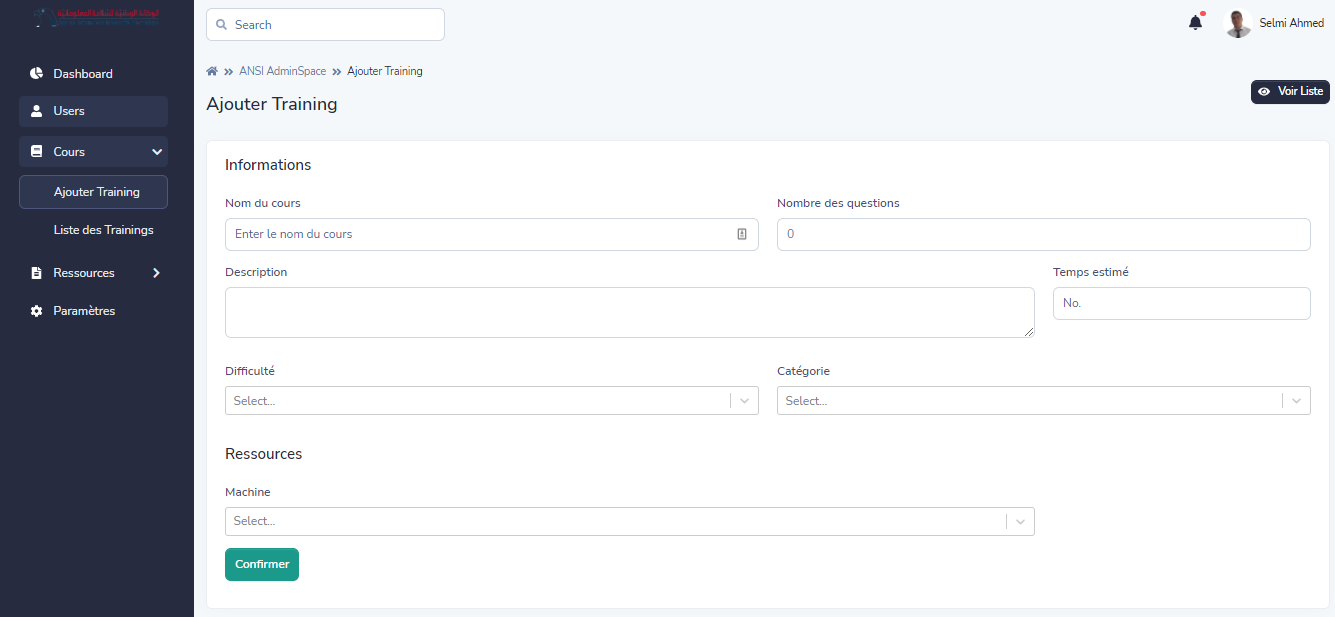 Search
Selmi Ahmed
Dashboard
Users
Cours
Ajouter Training
Liste des Trainings
Ressources
Paramètres
ANSI AdminSpace
Ajouter Training
Ajouter Training
Voir Liste
Informations
Nom du cours
Nombre des questions
Enter le nom du cours
0
Description
Temps estimé
No.
Difficulté
Catégorie
Select...
Select...
Ressources
Machine
Select...
Confirmer